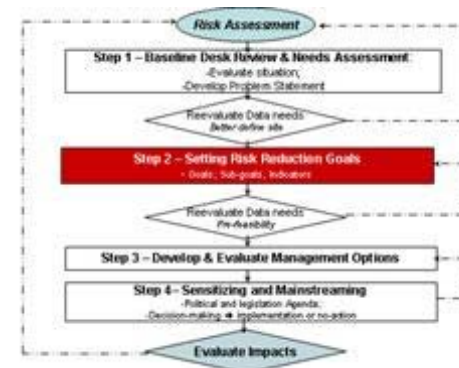 Risk Assessment
Step 1 – Baseline Desk Review & Needs Assessment
-Evaluate situation;
-Develop Problem Statement
Reevaluate Data needs
Better define site
Step 2 – Setting Risk Reduction Goals
- Goals, Sub-goals, Indicators
Reevaluate Data needs
Pre-feasibility
Step 3 – Develop & Evaluate Management Options
Step 4 – Sensitizing and Mainstreaming
-Political and legislation Agenda;
-Decision-making ➔ implementation or no-action
Evaluate Impacts